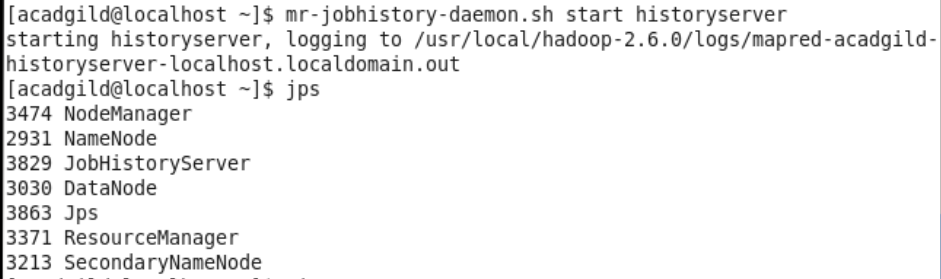 [acadgild@localhost ~]$ mr-jobhistory-daemon.sh start historyserver
starting historyserver, logging to /usr/local/hadoop-2.6.0/logs/mapred-acadgild-
historyserver-localhost.localdomain.out
[acadgild@localhost ~]$ jps
3474 NodeManager
2931 NameNode
3829 JobHistoryServer
3030 DataNode
3863 Jps
3371 ResourceManager
3213 SecondaryNameNode